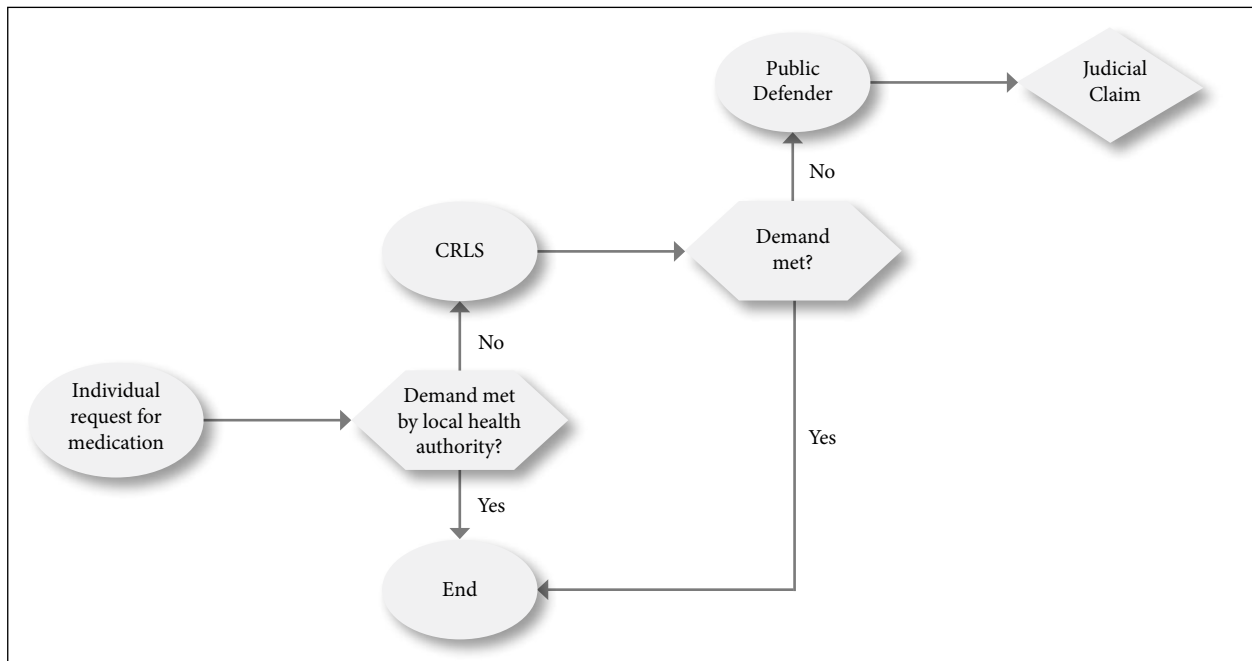 Individual
request for
medication
Demand met
by local health
authority?
No
Yes
CRLS
End
Demand
met?
No
Yes
Public
Defender
Judicial
Claim